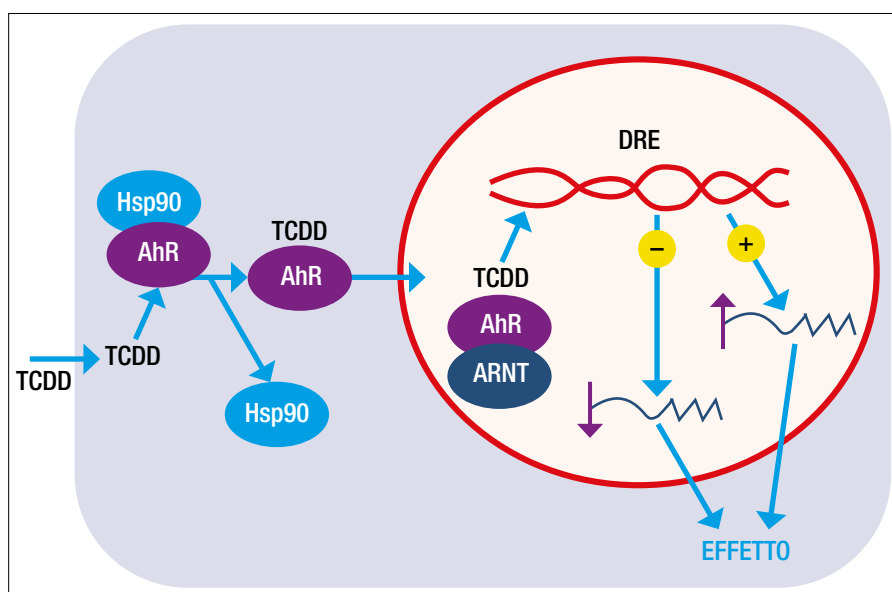 DRE
Hsp90
AhR
TCDD
AhR
TCDD
TCDD
Hsp90
TCDD
AhR
ARNT
−
+
EFFETTO